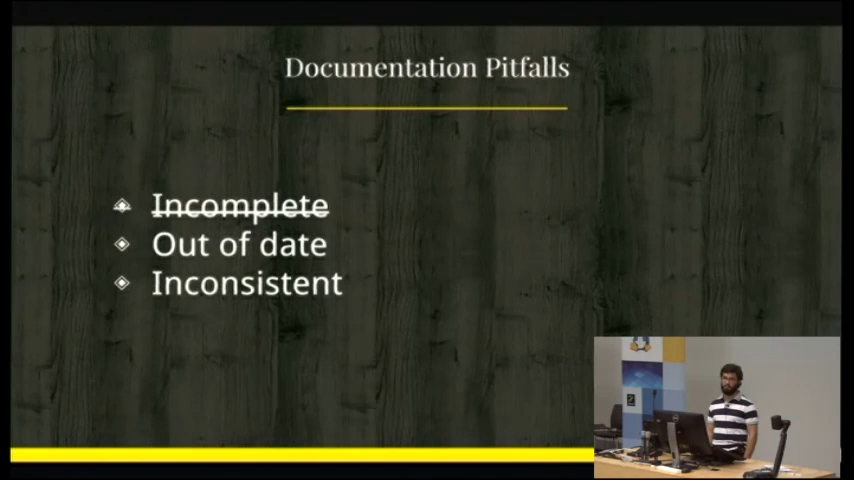 Documentation Pitfalls
Incomplete
Out of date
Inconsistent